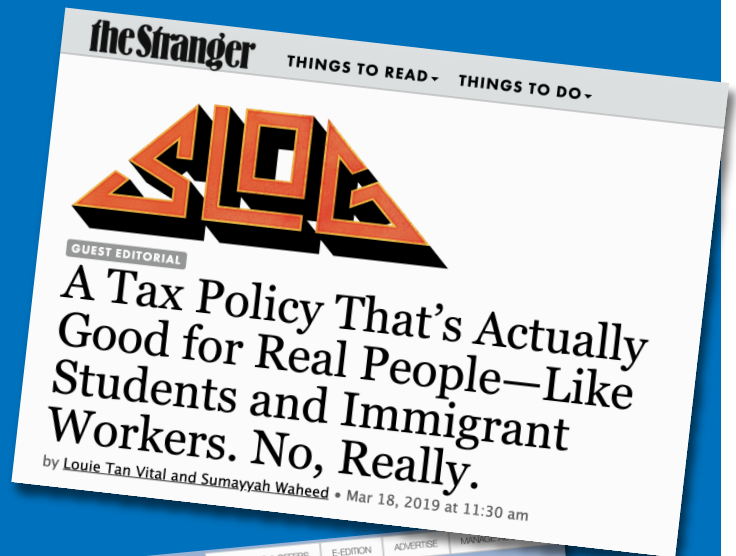 the Stranger
THINGS TO READ THINGS TO DO
SLOG
GUEST EDITORIAL
A Tax Policy That's Actually
Good for Real People—Like
Students and Immigrant
Workers. No, Really.
by Louie Tan Vital and Sumayyah Waheed • Mar 18, 2019 at 11:30 am
E-EDITION
ADVERTISE